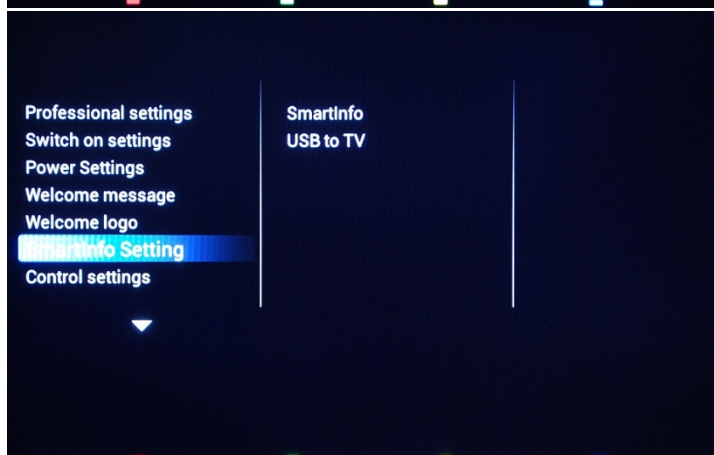 Professional settings
Switch on settings
Power Settings
Welcome message
Welcome logo
SmartInfo Setting
Control settings
SmartInfo
USB to TV